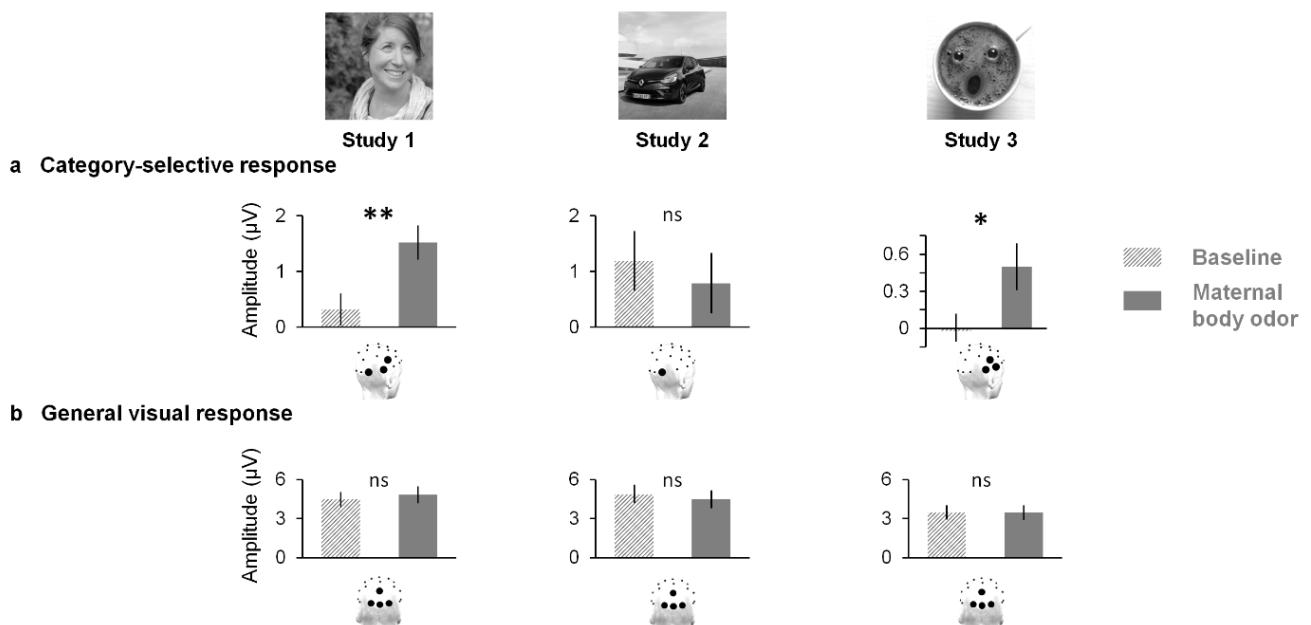 Study 1 Study 2 Study 3
a Category-selective response
Amplitude (µV)
2
1
0
**
2
1
0
ns
0.6
0.3
0
*
Baseline
Maternal
body odor
b General visual response
Amplitude (µV)
6
3
0
ns
6
3
0
ns
6
3
0
ns